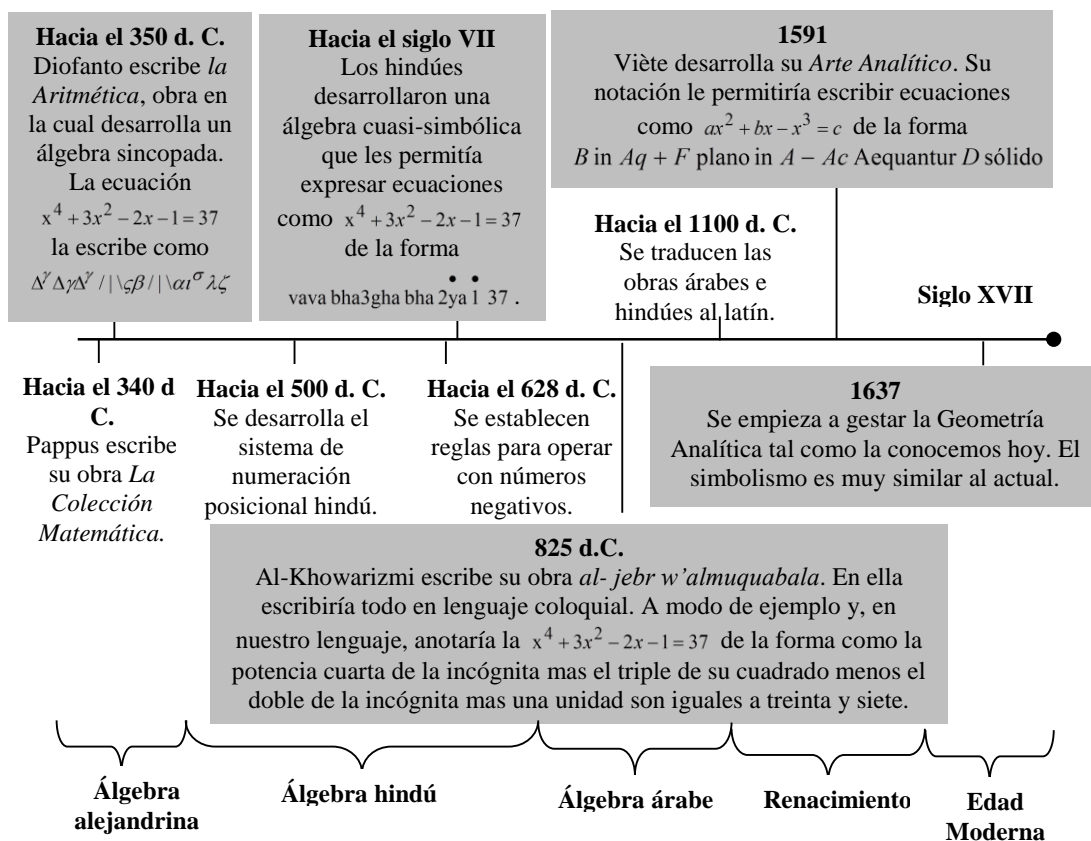 Hacia el 350 d. C.
Diofanto escribe la
Aritmética, obra en
la cual desarrolla un
álgebra sincopada.
La ecuación
x⁴ + 3x² − 2x − 1 = 37
la escribe como
Δ^γ Δγ Δ^γ /|\ςβ /|\αι^σ λζ
Hacia el siglo VII
Los hindúes
desarrollaron una
álgebra cuasi-simbólica
que les permitía
expresar ecuaciones
como x⁴ + 3x² − 2x − 1 = 37
de la forma
vava bha3gha bha 2ẏa 1̇ 37 .
1591
Viète desarrolla su Arte Analítico. Su
notación le permitiría escribir ecuaciones
como ax² + bx − x³ = c de la forma
B in Aq + F plano in A − Ac Aequantur D sólido
Hacia el 1100 d. C.
Se traducen las
obras árabes e
hindúes al latín.
Siglo XVII
Hacia el 340 d
C.
Pappus escribe
su obra La
Colección
Matemática.
Hacia el 500 d. C.
Se desarrolla el
sistema de
numeración
posicional hindú.
Hacia el 628 d. C.
Se establecen
reglas para operar
con números
negativos.
1637
Se empieza a gestar la Geometría
Analítica tal como la conocemos hoy. El
simbolismo es muy similar al actual.
825 d.C.
Al-Khowarizmi escribe su obra al- jebr w’almuquabala. En ella
escribiría todo en lenguaje coloquial. A modo de ejemplo y, en
nuestro lenguaje, anotaría la x⁴ + 3x² − 2x − 1 = 37 de la forma como la
potencia cuarta de la incógnita mas el triple de su cuadrado menos el
doble de la incógnita mas una unidad son iguales a treinta y siete.
Álgebra
alejandrina
Álgebra hindú
Álgebra árabe
Renacimiento
Edad
Moderna